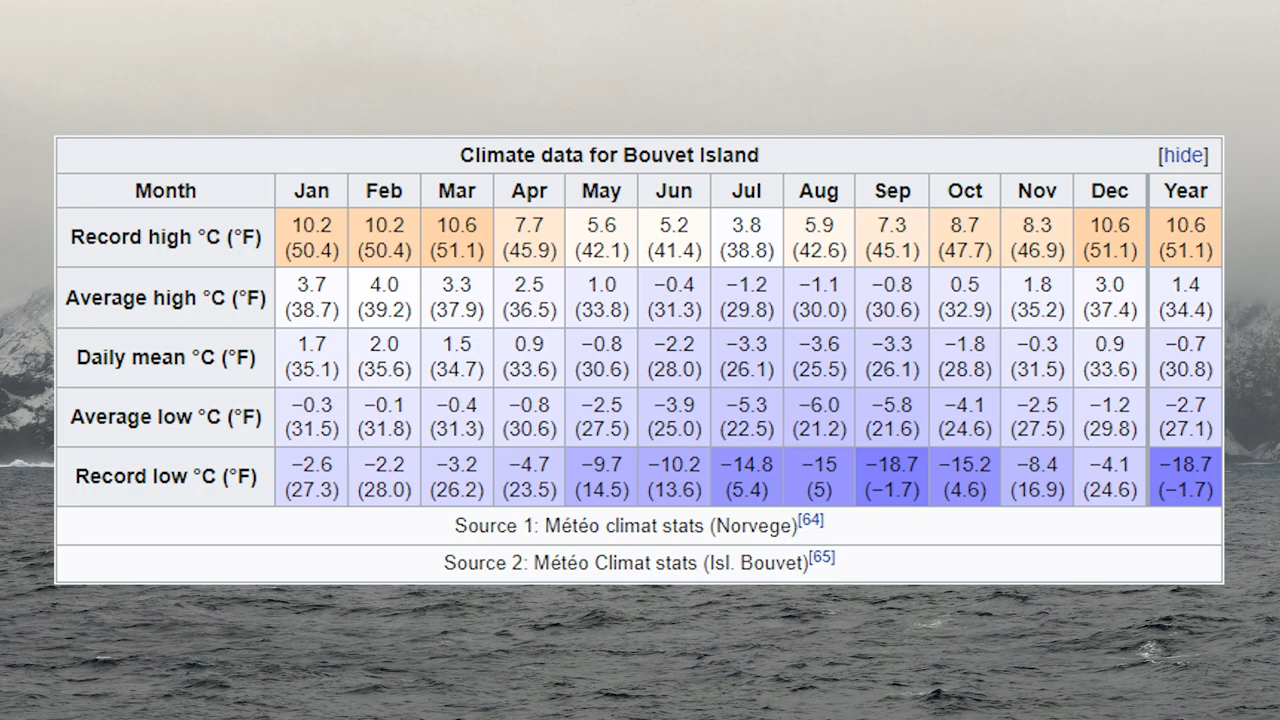 Climate data for Bouvet Island [hide]
Month Jan Feb Mar Apr May Jun Jul Aug Sep Oct Nov Dec Year
Record high °C (°F) 10.2 (50.4) 10.2 (50.4) 10.6 (51.1) 7.7 (45.9) 5.6 (42.1) 5.2 (41.4) 3.8 (38.8) 5.9 (42.6) 7.3 (45.1) 8.7 (47.7) 8.3 (46.9) 10.6 (51.1) 10.6 (51.1)
Average high °C (°F) 3.7 (38.7) 4.0 (39.2) 3.3 (37.9) 2.5 (36.5) 1.0 (33.8) −0.4 (31.3) −1.2 (29.8) −1.1 (30.0) −0.8 (30.6) 0.5 (32.9) 1.8 (35.2) 3.0 (37.4) 1.4 (34.4)
Daily mean °C (°F) 1.7 (35.1) 2.0 (35.6) 1.5 (34.7) 0.9 (33.6) −0.8 (30.6) −2.2 (28.0) −3.3 (26.1) −3.6 (25.5) −3.3 (26.1) −1.8 (28.8) −0.3 (31.5) 0.9 (33.6) −0.7 (30.8)
Average low °C (°F) −0.3 (31.5) −0.1 (31.8) −0.4 (31.3) −0.8 (30.6) −2.5 (27.5) −3.9 (25.0) −5.3 (22.5) −6.0 (21.2) −5.8 (21.6) −4.1 (24.6) −2.5 (27.5) −1.2 (29.8) −2.7 (27.1)
Record low °C (°F) −2.6 (27.3) −2.2 (28.0) −3.2 (26.2) −4.7 (23.5) −9.7 (14.5) −10.2 (13.6) −14.8 (5.4) −15 (5) −18.7 (−1.7) −15.2 (4.6) −8.4 (16.9) −4.1 (24.6) −18.7 (−1.7)
Source 1: Météo climat stats (Norvege)[64]
Source 2: Météo Climat stats (Isl. Bouvet)[65]